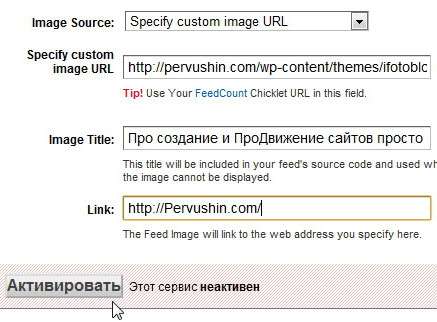 Image Source: Specify custom image URL
Specify custom
image URL http://pervushin.com/wp-content/themes/ifotoblo
Tip! Use Your FeedCount Chicklet URL in this field.
Image Title: Про создание и ПроДвижение сайтов просто
This title will be included in your feed's source code and used wh
the image cannot be displayed.
Link: http://Pervushin.com/
The Feed Image will link to the web address you specify here.
Активировать Этот сервис неактивен